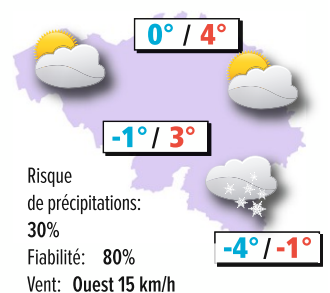 0° / 4°
-1° / 3°
Risque
de précipitations:
30%
Fiabilité: 80%
-4° / -1°
Vent: Ouest 15 km/h